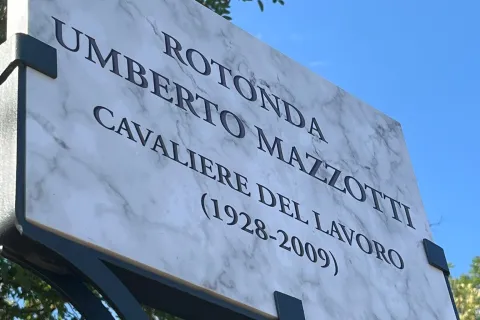 ROTONDA
UMBERTO MAZZOTTI
CAVALIERE DEL LAVORO
(1928-2009)